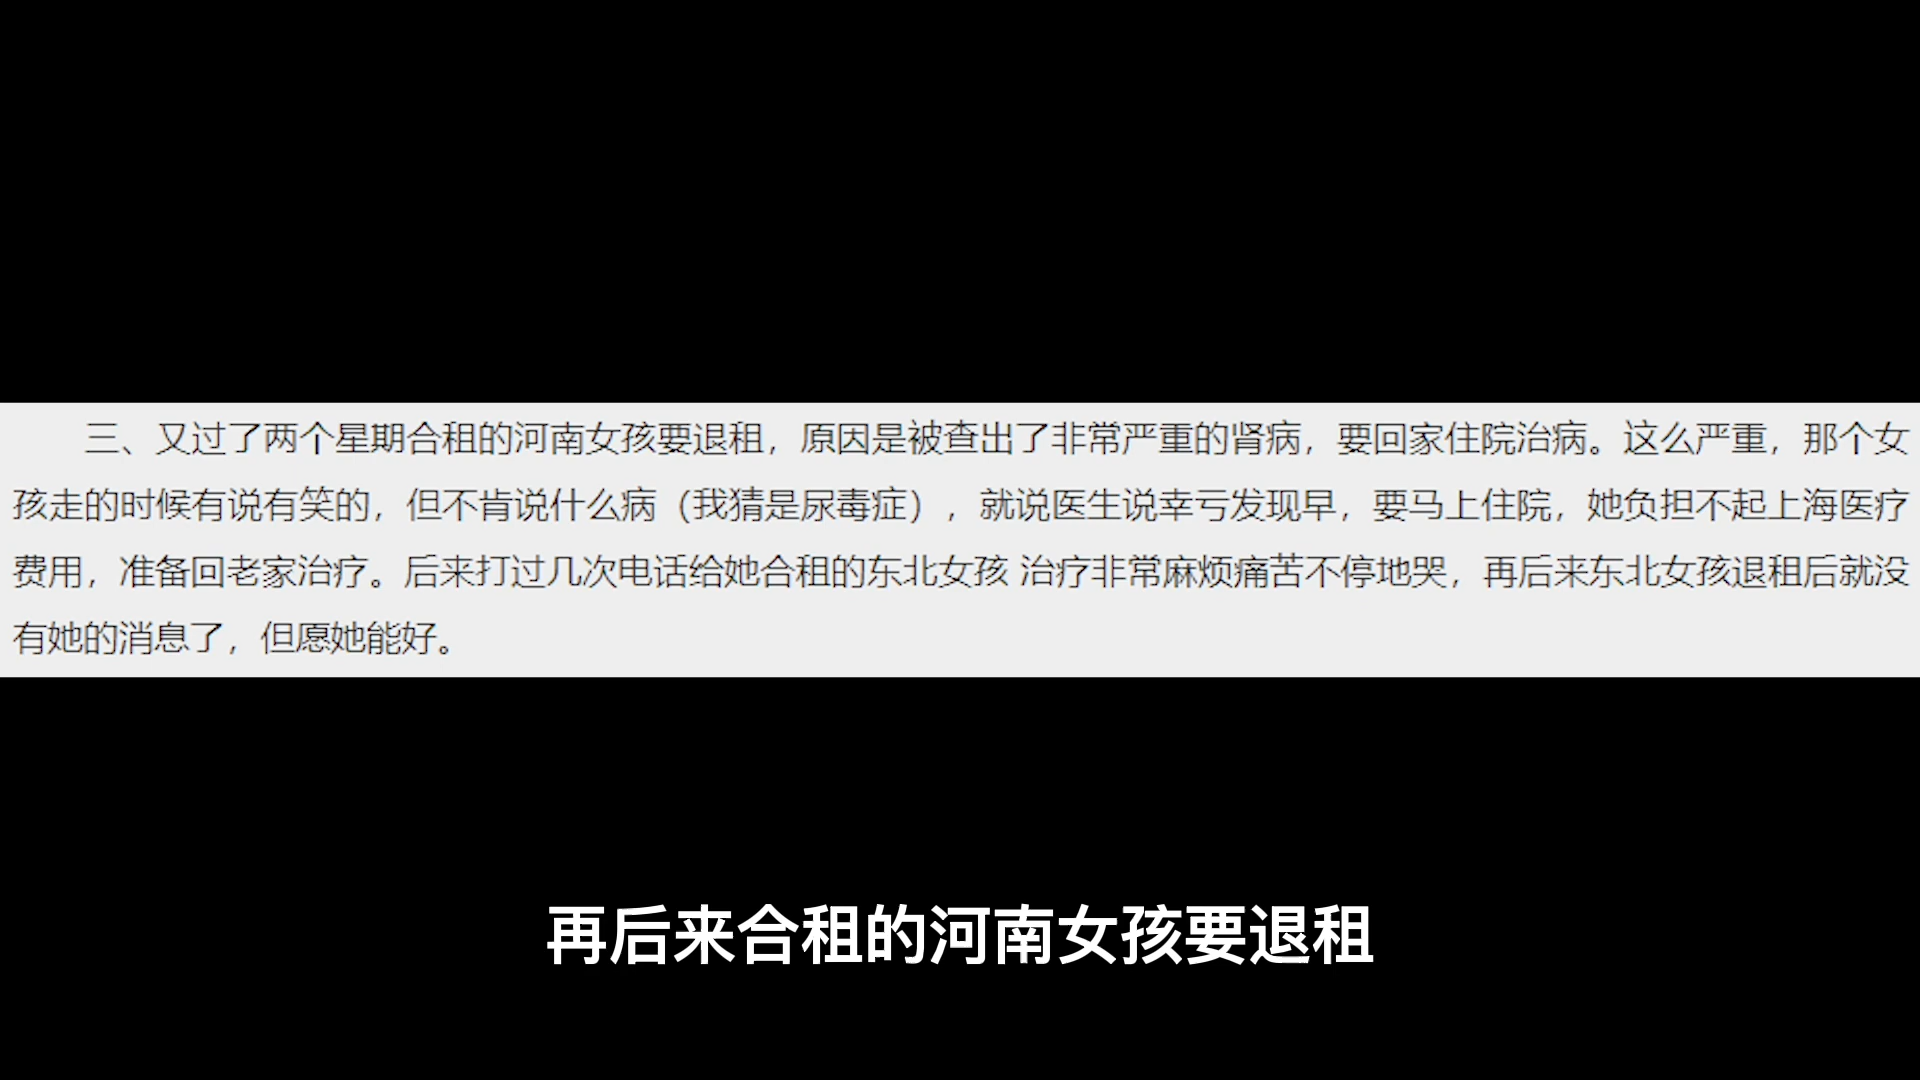 三、又过了两个星期合租的河南女孩要退租，原因是被查出了非常严重的肾病，要回家住院治病。这么严重，那个女
孩走的时候有说有笑的，但不肯说什么病（我猜是尿毒症），就说医生说幸亏发现早，要马上住院，她负担不起上海医疗
费用，准备回老家治疗。后来打过几次电话给她合租的东北女孩 治疗非常麻烦痛苦不停地哭，再后来东北女孩退租后就没
有她的消息了，但愿她能好。
再后来合租的河南女孩要退租